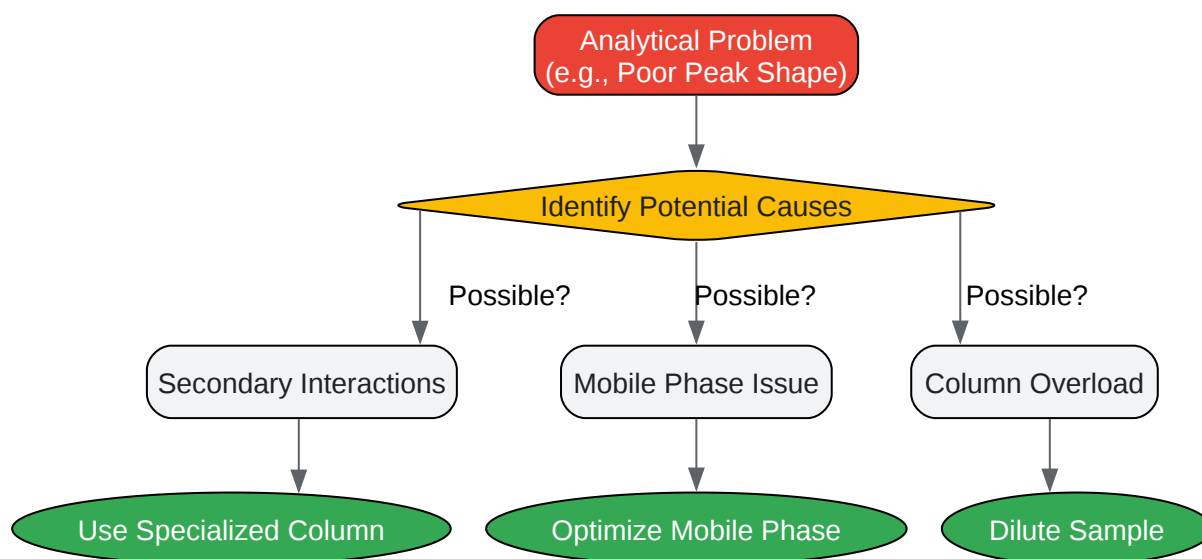 Analytical Problem
(e.g., Poor Peak Shape)
Identify Potential Causes
Possible?
Possible?
Possible?
Secondary Interactions
Mobile Phase Issue
Column Overload
Use Specialized Column
Optimize Mobile Phase
Dilute Sample